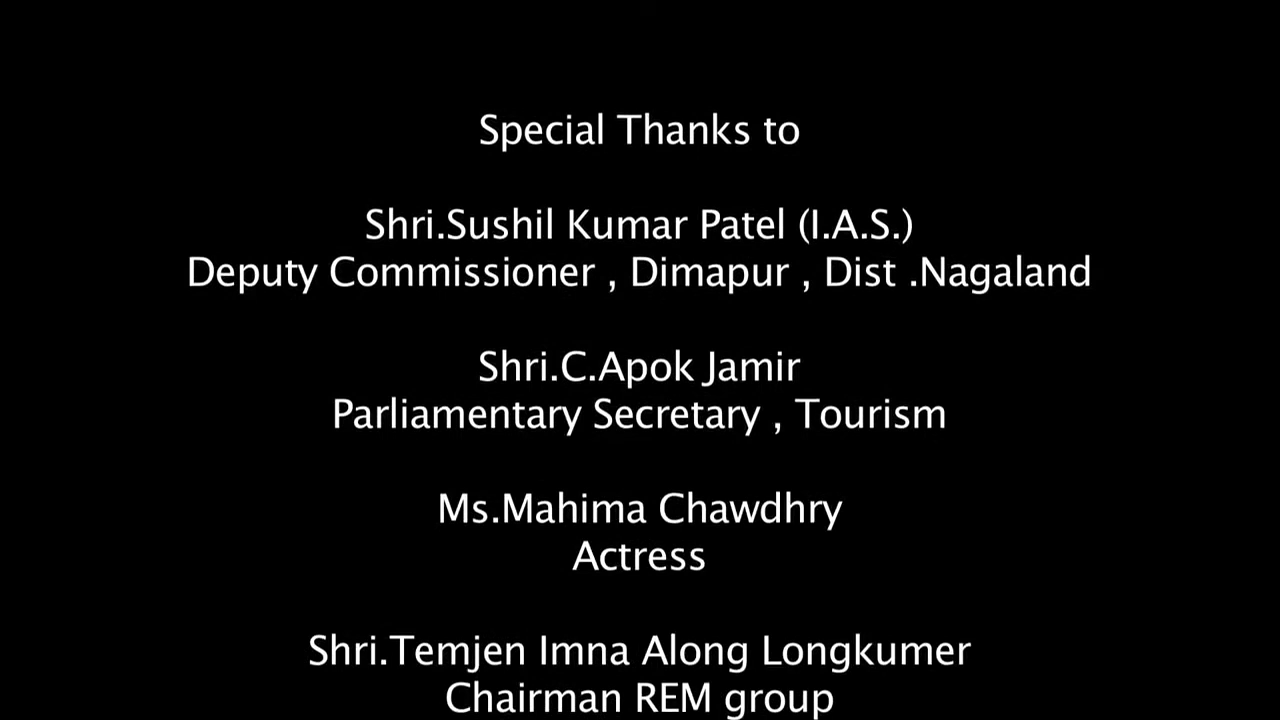 Special Thanks to
Shri.Sushil Kumar Patel (I.A.S.)
Deputy Commissioner , Dimapur , Dist .Nagaland
Shri.C.Apok Jamir
Parliamentary Secretary , Tourism
Ms.Mahima Chawdhry
Actress
Shri.Temjen Imna Along Longkumer
Chairman REM group